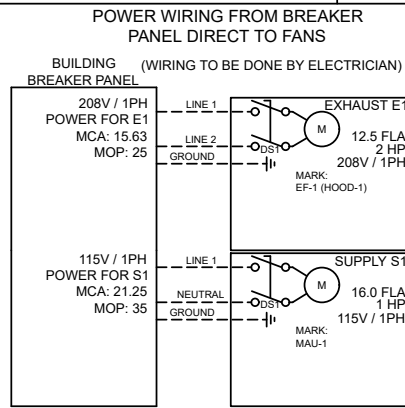 POWER WIRING FROM BREAKER
PANEL DIRECT TO FANS
BUILDING
BREAKER PANEL
(WIRING TO BE DONE BY ELECTRICIAN)
208V / 1PH
POWER FOR E1
MCA: 15.63
MOP: 25
LINE 1
LINE 2
GROUND
DS1
M
EXHAUST E1
12.5 FLA
2 HP
208V / 1PH
MARK:
EF-1 (HOOD-1)
115V / 1PH
POWER FOR S1
MCA: 21.25
MOP: 35
LINE 1
NEUTRAL
GROUND
DS1
M
SUPPLY S1
16.0 FLA
1 HP
115V / 1PH
MARK:
MAU-1